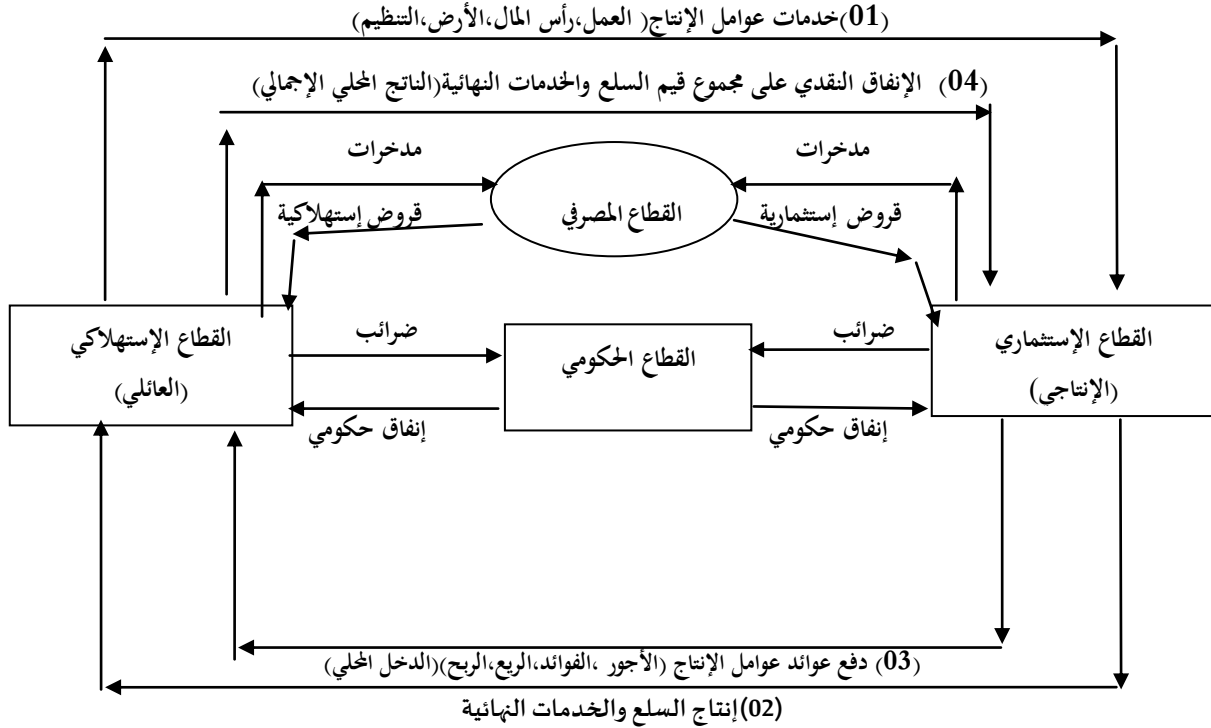 (01)خدمات عوامل الإنتاج( العمل،رأس المال،الأرض،التنظيم)
(04) الإنفاق النقدي على مجموع قيم السلع والخدمات النهائية(الناتج المحلي الإجمالي)
مدخرات
مدخرات
القطاع المصرفي
قروض إستثمارية
قروض إستهلاكية
القطاع الإستثماري
(الإنتاجي)
ضرائب
القطاع الحكومي
ضرائب
القطاع الإستهلاكي
(العائلي)
إنفاق حكومي
إنفاق حكومي
(03) دفع عوائد عوامل الإنتاج (الأجور ،الفوائد،الريع،الربح)(الدخل المحلي)
(02)إنتاج السلع والخدمات النهائية